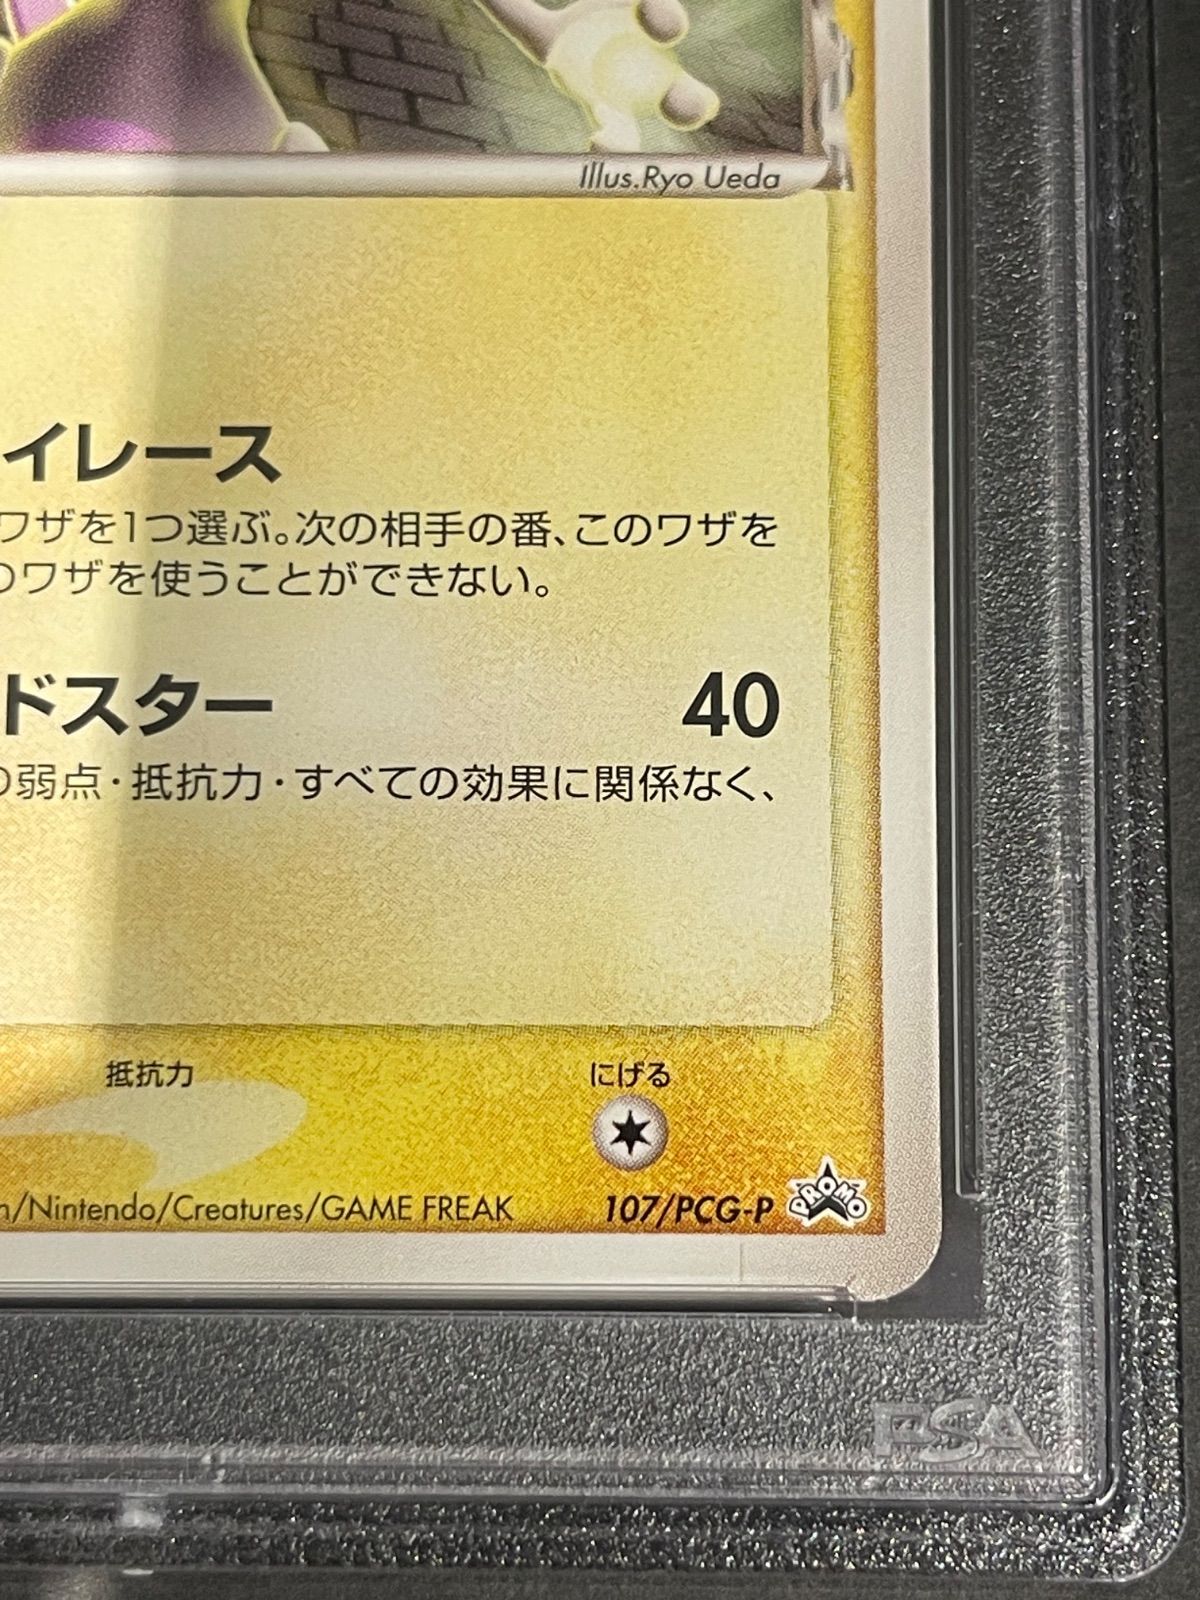 Illus.Ryo Ueda
イレース
ワザを1つ選ぶ。次の相手の番、このワザを
のワザを使うことができない。
ドスター 40
の弱点・抵抗力・すべての効果に関係なく、
抵抗力 にげる
n/Nintendo/Creatures/GAME FREAK 107/PCG-P PROMO
PSA